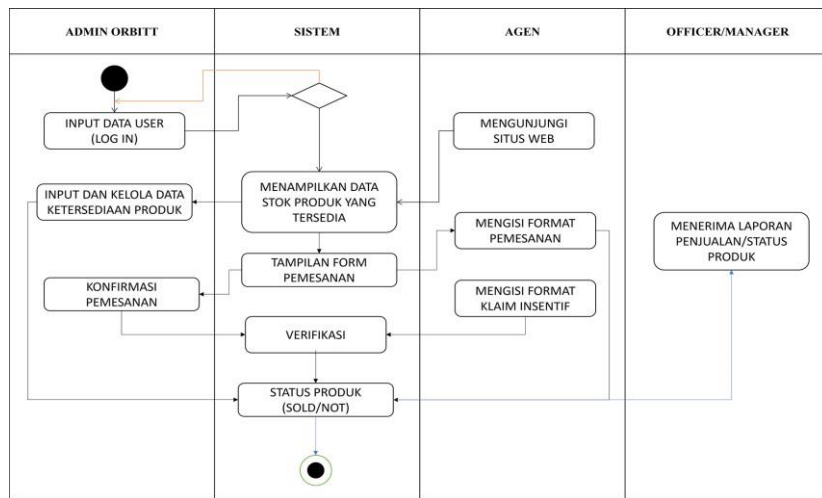 ADMIN ORBITT
SISTEM
AGEN
OFFICER/MANAGER
INPUT DATA USER
(LOG IN)
MENGUNJUNGI
SITUS WEB
INPUT DAN KELOLA DATA
KETERSEDIAAN PRODUK
MENAMPILKAN DATA
STOK PRODUK YANG
TERSEDIA
MENGISI FORMAT
PEMESANAN
MENERIMA LAPORAN
PENJUALAN/STATUS
PRODUK
TAMPILAN FORM
PEMESANAN
KONFIRMASI
PEMESANAN
MENGISI FORMAT
KLAIM INSENTIF
VERIFIKASI
STATUS PRODUK
(SOLD/NOT)